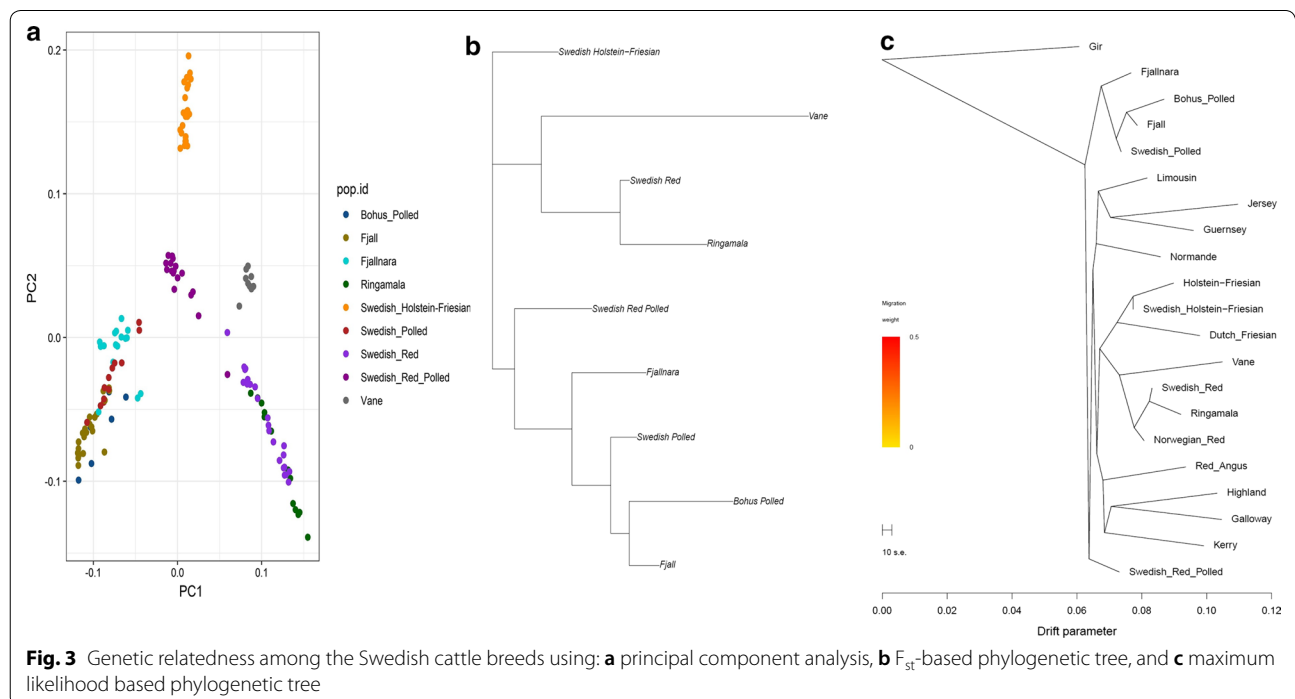 a
0.2
0.1
0.0
-0.1
PC2
-0.1
0.0
0.1
PC1
pop.id
Bohus_Polled
Fjall
Fjallnara
Ringamala
Swedish_Holstein-Friesian
Swedish_Polled
Swedish_Red
Swedish_Red_Polled
Vane
b
Swedish Holstein−Friesian
Vane
Swedish Red
Ringamala
Swedish Red Polled
Fjallnara
Swedish Polled
Bohus Polled
Fjall
c
Gir
Fjallnara
Bohus_Polled
Fjall
Swedish_Polled
Limousin
Jersey
Guernsey
Normande
Holstein−Friesian
Swedish_Holstein−Friesian
Dutch_Friesian
Vane
Swedish_Red
Ringamala
Norwegian_Red
Red_Angus
Highland
Galloway
Kerry
Swedish_Red_Polled
Migration
weight
0.5
0
10 s.e.
0.00
0.02
0.04
0.06
0.08
0.10
0.12
Drift parameter
Fig. 3 Genetic relatedness among the Swedish cattle breeds using: a principal component analysis, b Fst-based phylogenetic tree, and c maximum
likelihood based phylogenetic tree